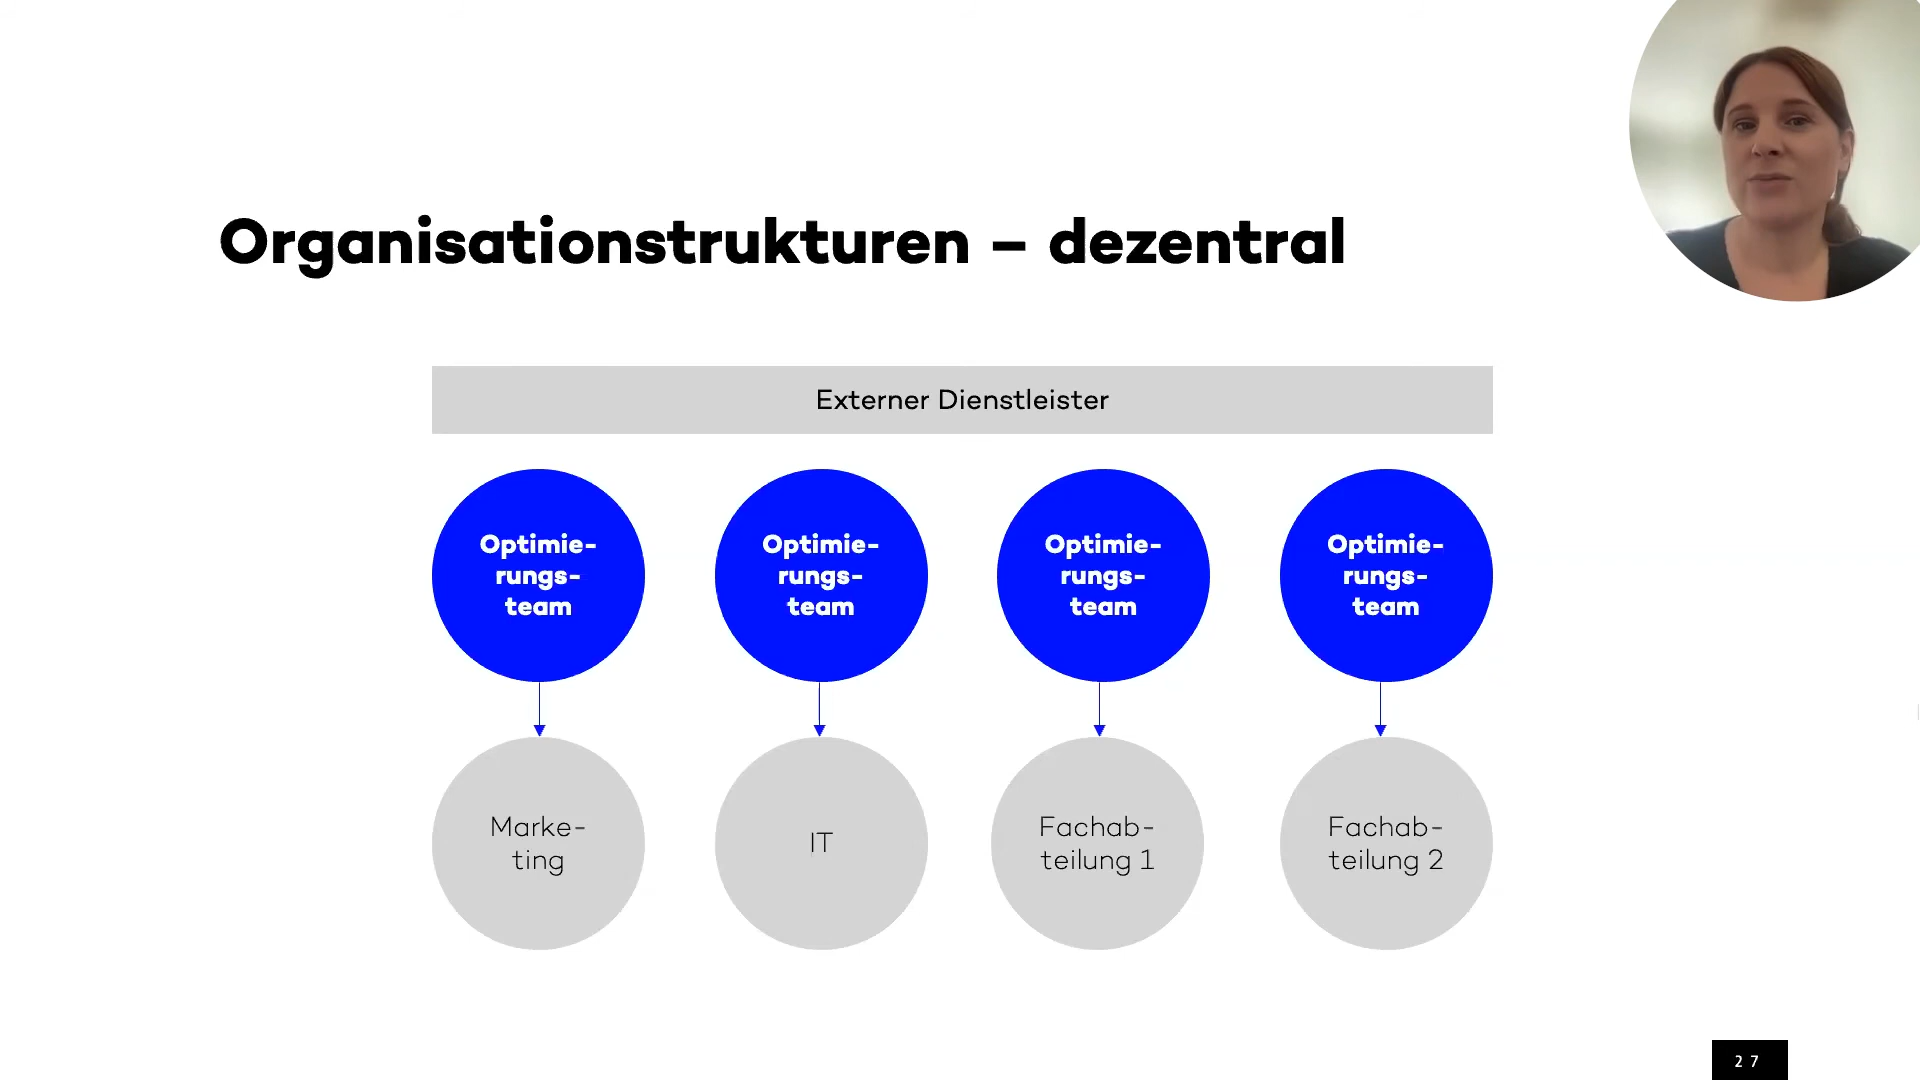 Organisationstrukturen – dezentral
Externer Dienstleister
Optimie-
rungs-
team
Optimie-
rungs-
team
Optimie-
rungs-
team
Optimie-
rungs-
team
Marke-
ting
IT
Fachab-
teilung 1
Fachab-
teilung 2
27